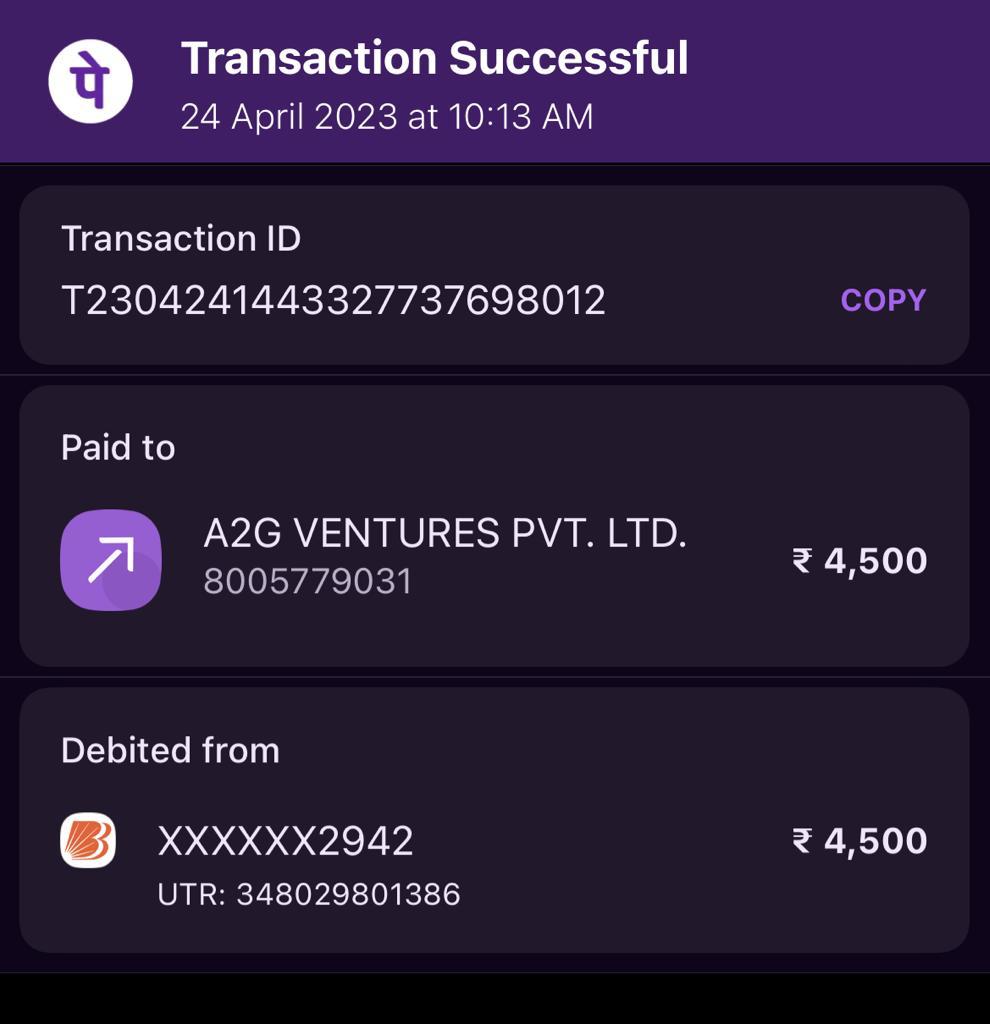 पे
Transaction Successful
24 April 2023 at 10:13 AM
Transaction ID
T2304241443327737698012
COPY
Paid to
A2G VENTURES PVT. LTD.
8005779031
₹ 4,500
Debited from
XXXXXX2942
₹ 4,500
UTR: 348029801386